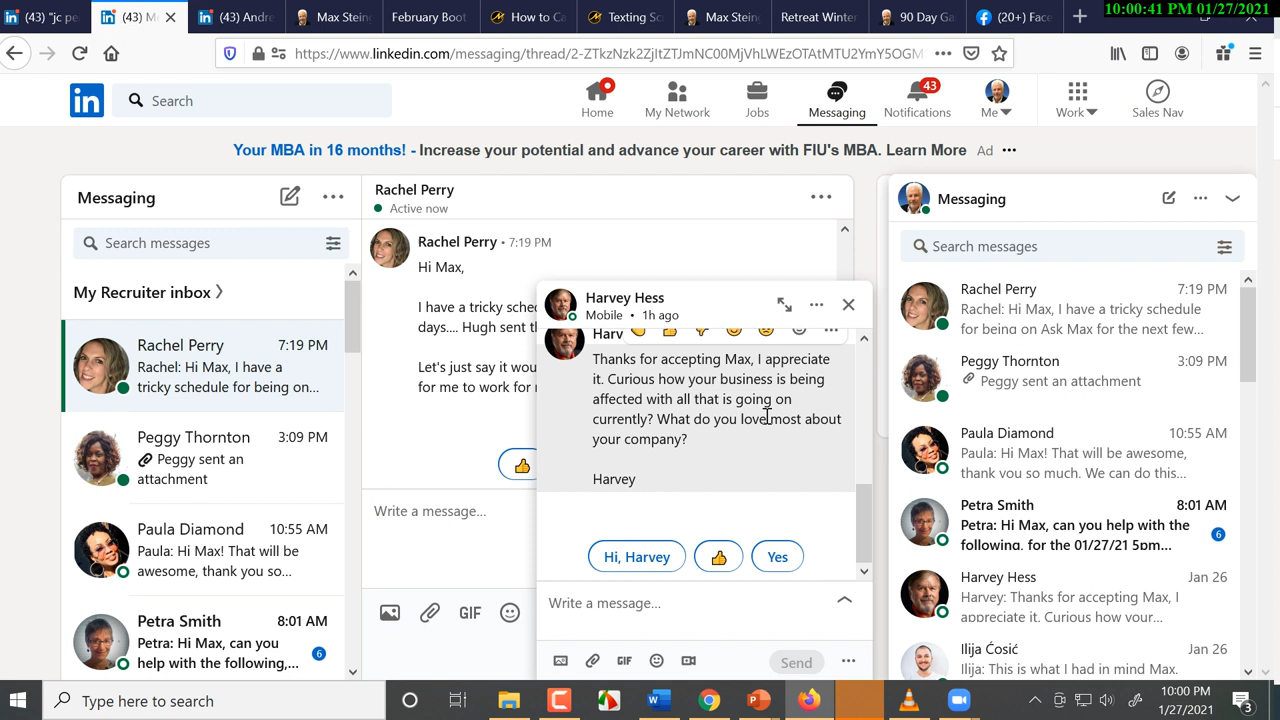 10:00:41 PM 01/27/2021
(43) "jc pe
(43) M
(43) Andre
Max Stein
February Boot
How to Ca
Texting Sc
Max Stein
Retreat Winter
90 Day Ga
(20+) Face
https://www.linkedin.com/messaging/thread/2-ZTkzNzk2ZjItZTJmNC00MjVhLWEzOTAtMTU2YmY5OGM
in
Search
Home
My Network
Jobs
Messaging
43
Notifications
Me
Work
Sales Nav
Your MBA in 16 months! - Increase your potential and advance your career with FIU's MBA. Learn More Ad
Messaging
Search messages
My Recruiter inbox
Rachel Perry 7:19 PM
Rachel: Hi Max, I have a
tricky schedule for being on...
Peggy Thornton 3:09 PM
Peggy sent an
attachment
Paula Diamond 10:55 AM
Paula: Hi Max! That will be
awesome, thank you so...
Petra Smith 8:01 AM
Petra: Hi Max, can you
help with the following,...
6
Rachel Perry
Active now
Rachel Perry • 7:19 PM
Hi Max,
I have a tricky sche
days.... Hugh sent t
Let's just say it wou
for me to work for
Write a message...
GIF
Harvey Hess
Mobile • 1h ago
Harv
Thanks for accepting Max, I appreciate
it. Curious how your business is being
affected with all that is going on
currently? What do you love most about
your company?
Harvey
Hi, Harvey
Yes
Write a message...
GIF
Send
Messaging
Search messages
Rachel Perry 7:19 PM
Rachel: Hi Max, I have a tricky schedule
for being on Ask Max for the next few...
Peggy Thornton 3:09 PM
Peggy sent an attachment
Paula Diamond 10:55 AM
Paula: Hi Max! That will be awesome,
thank you so much. We can do this...
Petra Smith 8:01 AM
Petra: Hi Max, can you help with the
following, for the 01/27/21 5pm...
6
Harvey Hess Jan 26
Harvey: Thanks for accepting Max, I
appreciate it. Curious how your...
Ilija Ćosić Jan 26
Ilija: This is what I had in mind Max.
Type here to search
10:00 PM
1/27/2021
3